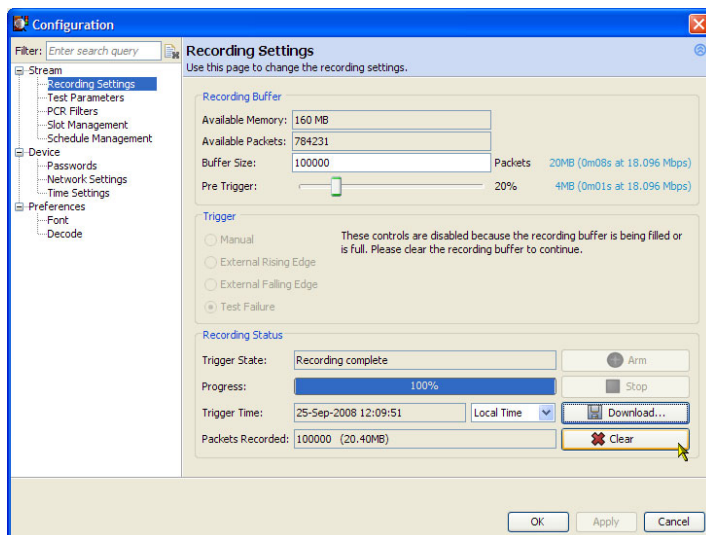 Configuration
Filter: Enter search query
Stream
Recording Settings
Test Parameters
PCR Filters
Slot Management
Schedule Management
Device
Passwords
Network Settings
Time Settings
Preferences
Font
Decode
Recording Settings
Use this page to change the recording settings.
Recording Buffer
Available Memory: 160 MB
Available Packets: 784231
Buffer Size: 100000 Packets 20MB (0m08s at 18.096 Mbps)
Pre Trigger: 20% 4MB (0m01s at 18.096 Mbps)
Trigger
Manual
External Rising Edge
External Falling Edge
Test Failure
These controls are disabled because the recording buffer is being filled or
is full. Please clear the recording buffer to continue.
Recording Status
Trigger State: Recording complete Arm
Progress: 100% Stop
Trigger Time: 25-Sep-2008 12:09:51 Local Time Download...
Packets Recorded: 100000 (20.40MB) Clear
OK Apply Cancel